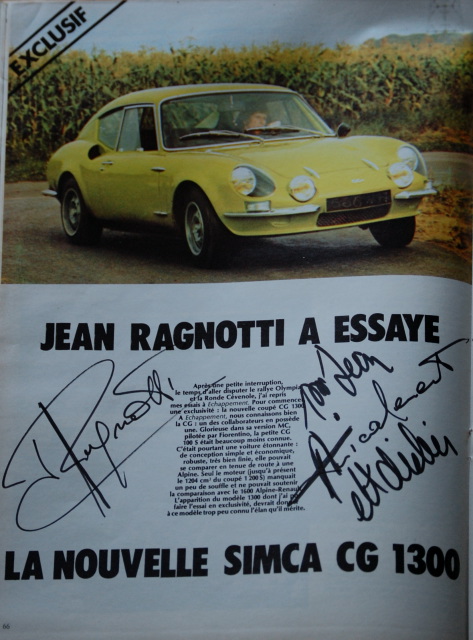 EXCLUSIF
JEAN RAGNOTTI A ESSAYE
Après une petite interruption,
le temps d'aller disputer le rallye Olympia
et la Ronde Cévenole, j'ai repris
mes essais à Echappement. Pour commencer
une exclusivité : la nouvelle coupé CG 1300
A Echappement, nous connaissons bien
la CG : un des collaborateurs en possède
une. Glorieuse dans sa version MC,
pilotée par Fiorentino, la petite CG
100 S était beaucoup moins connue.
C'était pourtant une voiture étonnante :
de conception simple et économique,
robuste, très bien finie, elle pouvait
se comparer en tenue de route à une
Alpine. Seul le moteur (jusqu'à présent
le 1204 cm³ du coupé 1 200 S) manquait
un peu de souffle et ne pouvait soutenir
la comparaison avec le 1600 Alpine-Renault.
L'apparition du modèle 1300 dont j'ai pu
faire l'essai en exclusivité, devrait
à ce modèle trop peu connu l'élan qu'il mérite.
J Ragnotti
Pour Jean
Amicalement
LA NOUVELLE SIMCA CG 1300
66